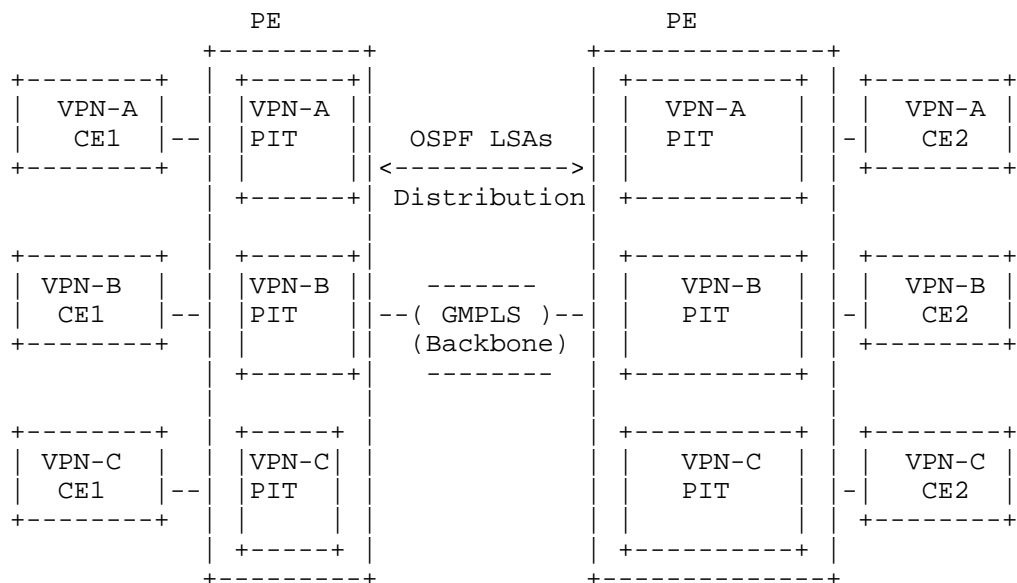 PE PE
VPN-A VPN-A VPN-A VPN-A
CE1 -- PIT OSPF LSAs PIT - CE2
<----------->
Distribution
VPN-B VPN-B ------- VPN-B VPN-B
CE1 -- PIT --( GMPLS )-- PIT - CE2
(Backbone)
--------
VPN-C VPN-C VPN-C VPN-C
CE1 -- PIT PIT - CE2